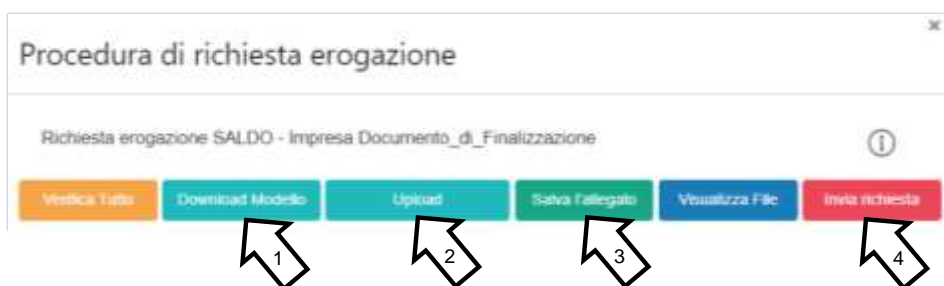 ×
Procedura di richiesta erogazione
Richiesta erogazione SALDO - Impresa Documento_di_Finalizzazione
Verifica Tutto Download Modello Upload Salva l'allegato Visualizza File Invia richiesta
1 2 3 4